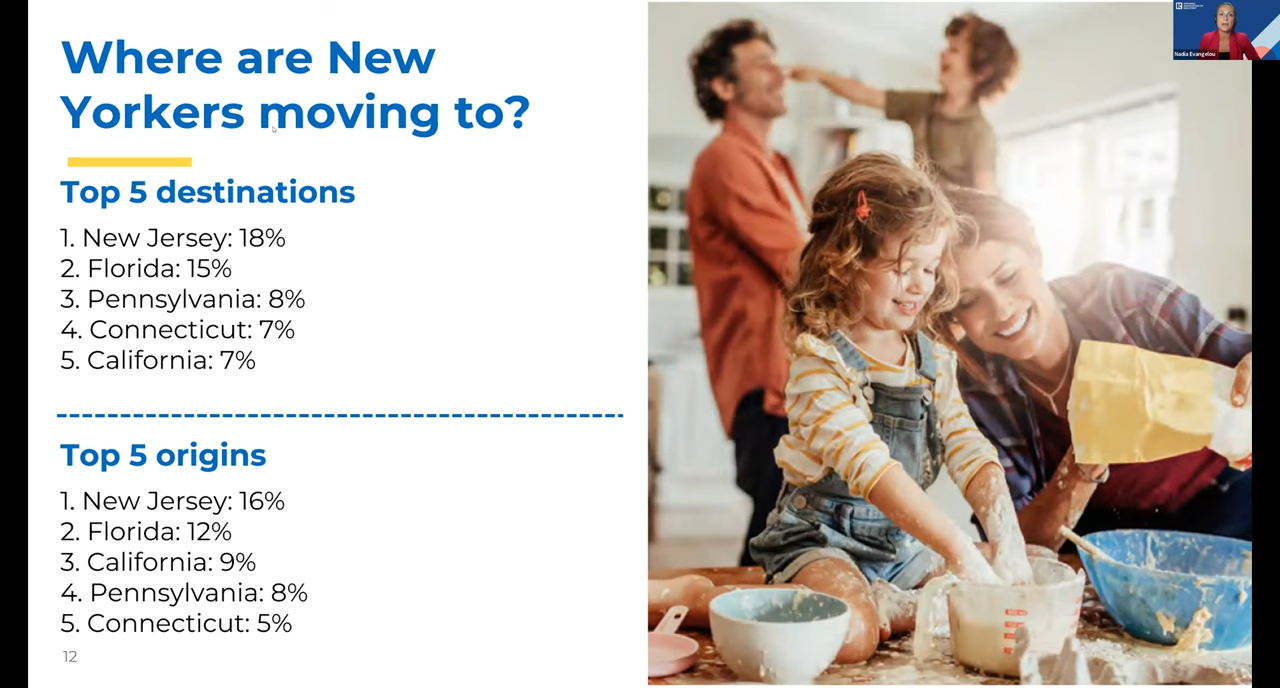 Where are New
Yorkers moving to?
Top 5 destinations
1. New Jersey: 18%
2. Florida: 15%
3. Pennsylvania: 8%
4. Connecticut: 7%
5. California: 7%
Top 5 origins
1. New Jersey: 16%
2. Florida: 12%
3. California: 9%
4. Pennsylvania: 8%
5. Connecticut: 5%
12
Nadia Evangelou